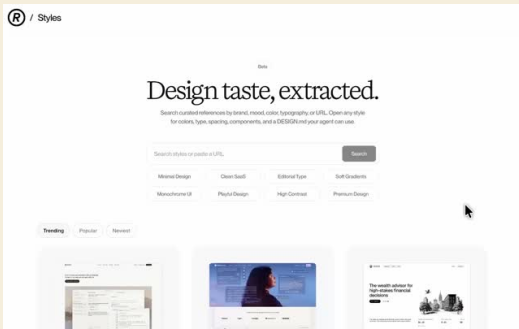 R / Styles
Beta
Design taste, extracted.
Search curated references by brand, mood, color, typography, or URL. Open any style
for colors, type, spacing, components, and a DESIGN.md your agent can use.
Search styles or paste a URL
Search
Minimal Design
Clean SaaS
Editorial Type
Soft Gradients
Monochrome UI
Playful Design
High Contrast
Premium Design
Trending
Popular
Newest
The wealth advisor for
high-stakes financial
decisions